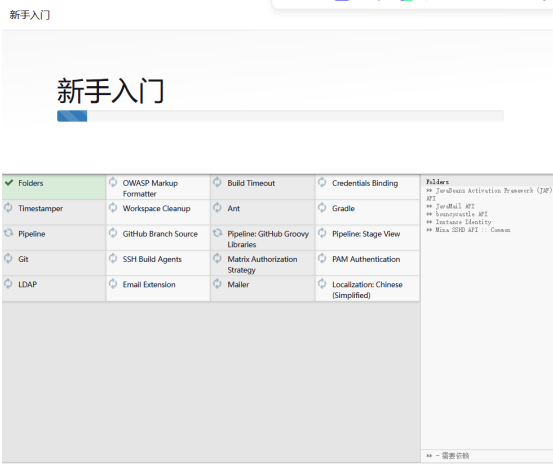 新手入门
新手入门
Folders
OWASP Markup
Formatter
Build Timeout
Credentials Binding
Timestamper
Workspace Cleanup
Ant
Gradle
Pipeline
GitHub Branch Source
Pipeline: GitHub Groovy
Libraries
Pipeline: Stage View
Git
SSH Build Agents
Matrix Authorization
Strategy
PAM Authentication
LDAP
Email Extension
Mailer
Localization: Chinese
(Simplified)
Folders
** JavaBeans Activation Framework (JAF)
API
** JavaMail API
** bouncycastle API
** Instance Identity
** Mina SSHD API :: Common
** - 需要依赖